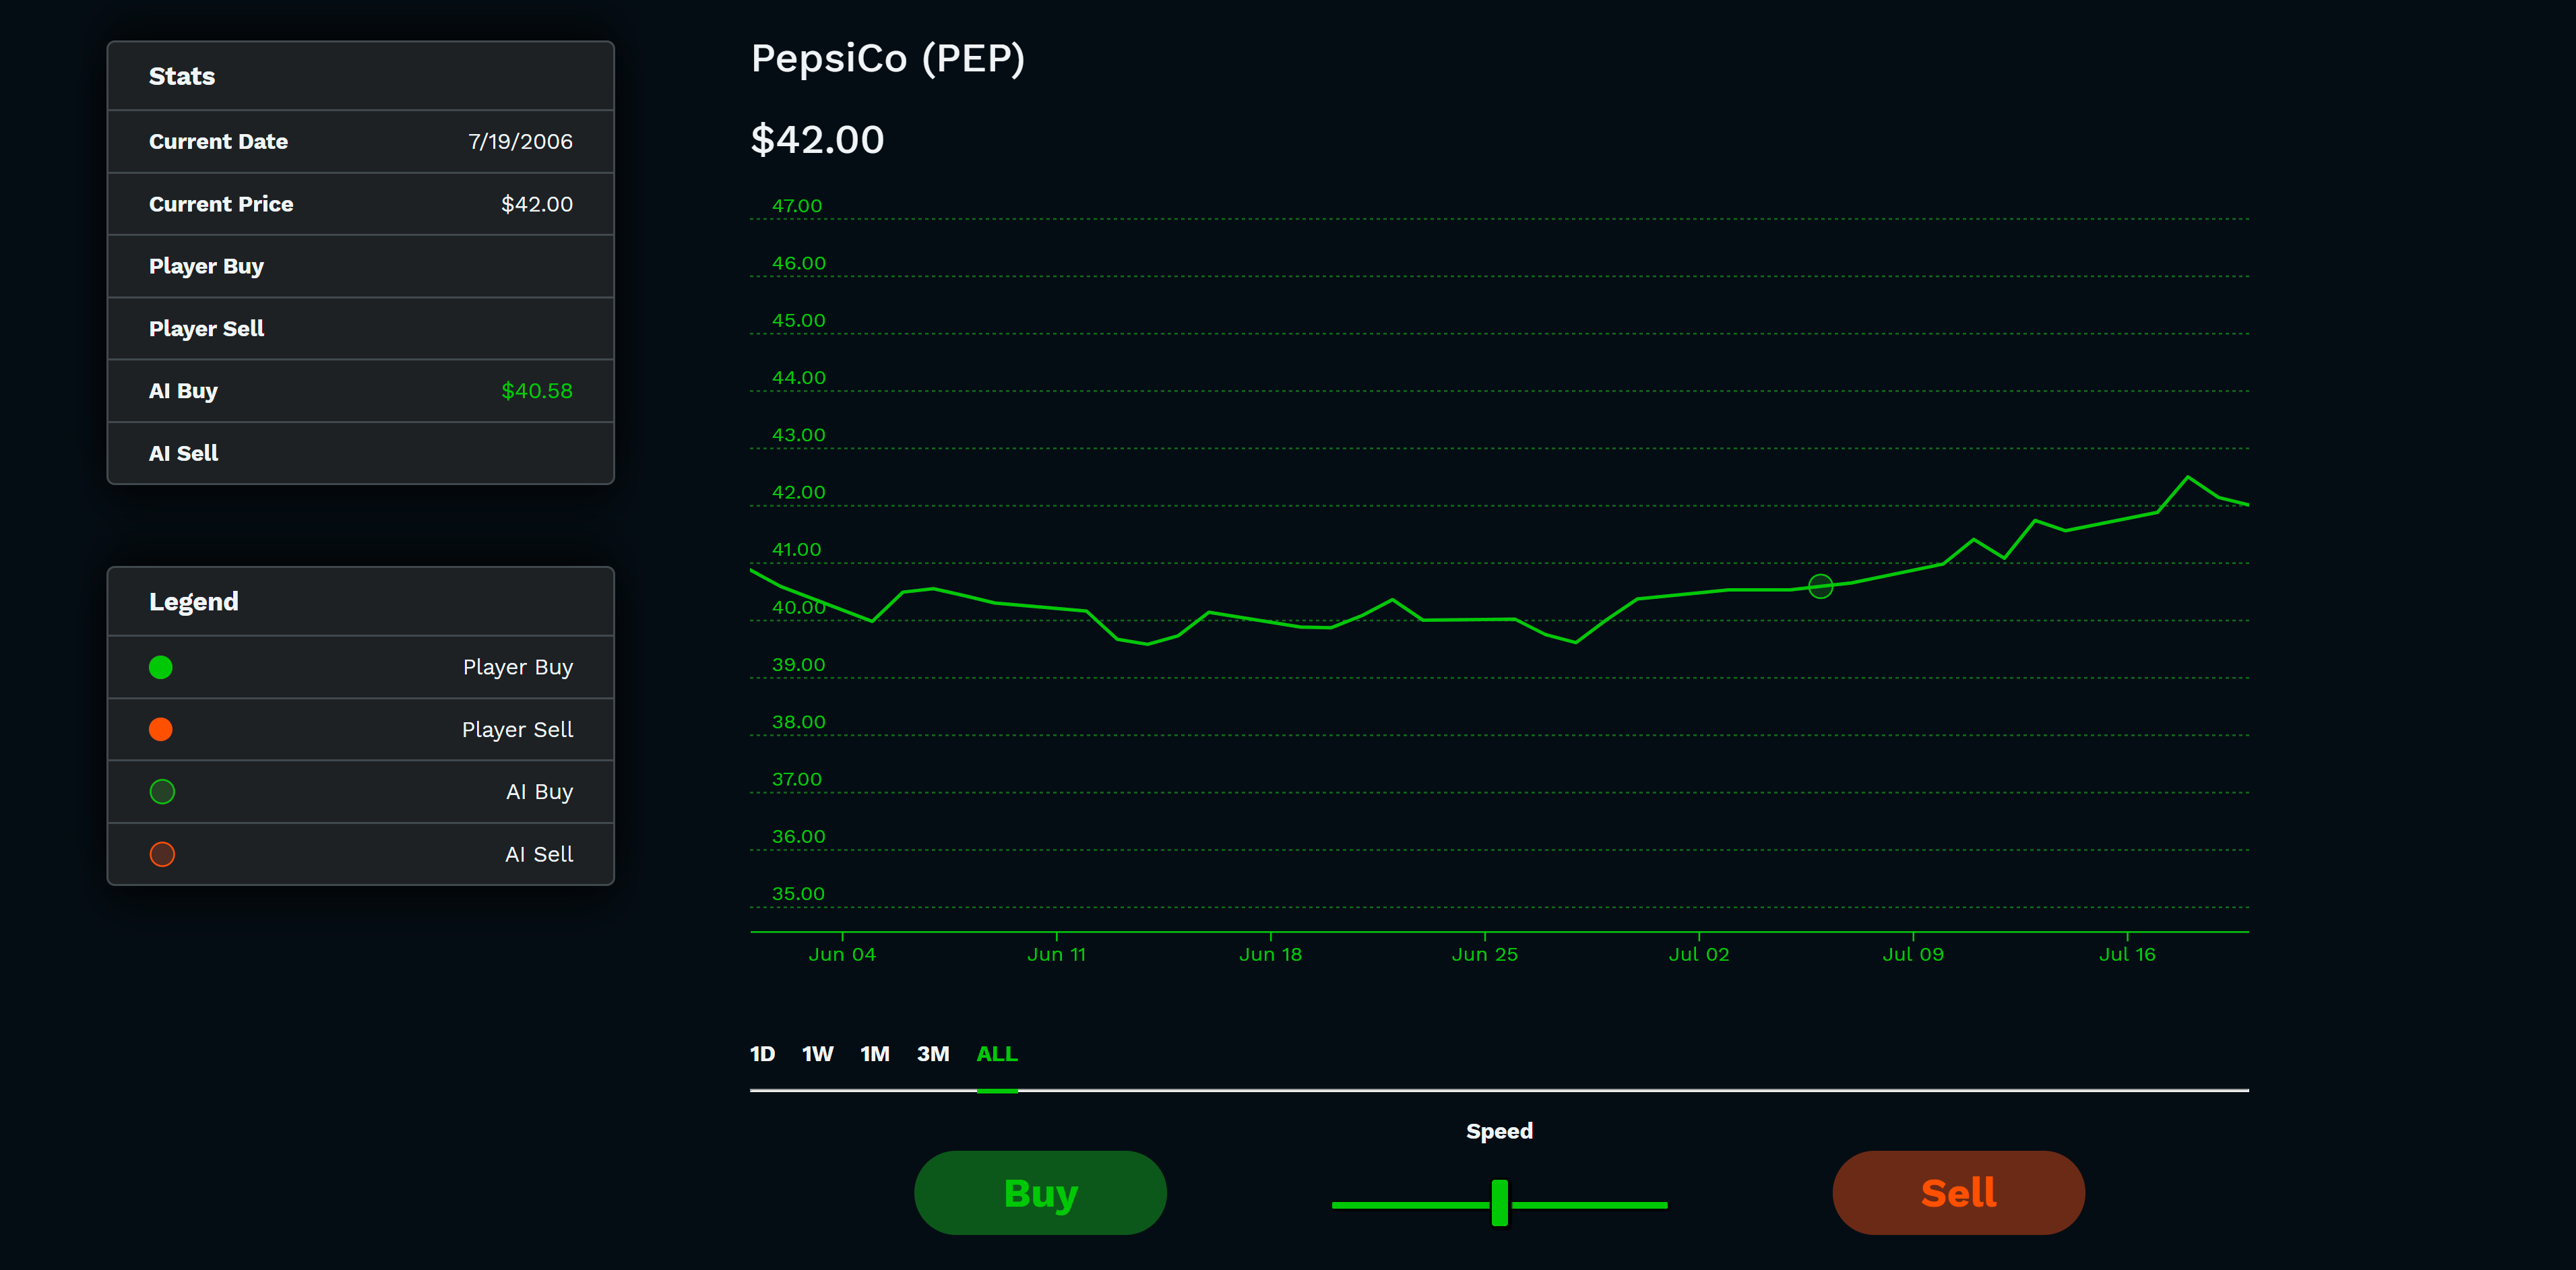 Stats
Current Date 7/19/2006
Current Price $42.00
Player Buy
Player Sell
AI Buy $40.58
AI Sell
Legend
Player Buy
Player Sell
AI Buy
AI Sell
PepsiCo (PEP)
$42.00
47.00
46.00
45.00
44.00
43.00
42.00
41.00
40.00
39.00
38.00
37.00
36.00
35.00
Jun 04 Jun 11 Jun 18 Jun 25 Jul 02 Jul 09 Jul 16
1D 1W 1M 3M ALL
Speed
Buy Sell